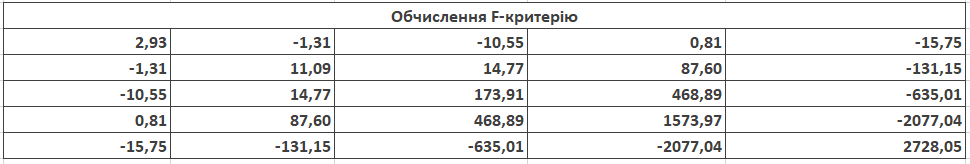 Обчислення F-критерію
2,93 -1,31 -10,55 0,81 -15,75
-1,31 11,09 14,77 87,60 -131,15
-10,55 14,77 173,91 468,89 -635,01
0,81 87,60 468,89 1573,97 -2077,04
-15,75 -131,15 -635,01 -2077,04 2728,05